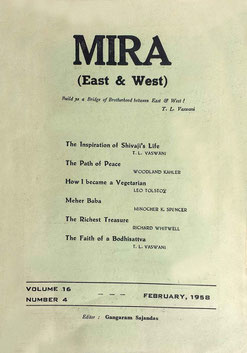 MIRA
(East & West)
Build ye a Bridge of Brotherhood between East & West!
T. L. Vaswani
The Inspiration of Shivaji's Life
T. L. VASWANI
The Path of Peace
WOODLAND KAHLER
How I became a Vegetarian
LEO TOLSTOZ
Meher Baba
MINOCHER K. SPENCER
The Richest Treasure
RICHARD WHITWELL
The Faith of a Bodhisattva
T. L. VASWANI
VOLUME 16
NUMBER 4
— — —
FEBRUARY, 1958
Editor : Gangaram Sajandas